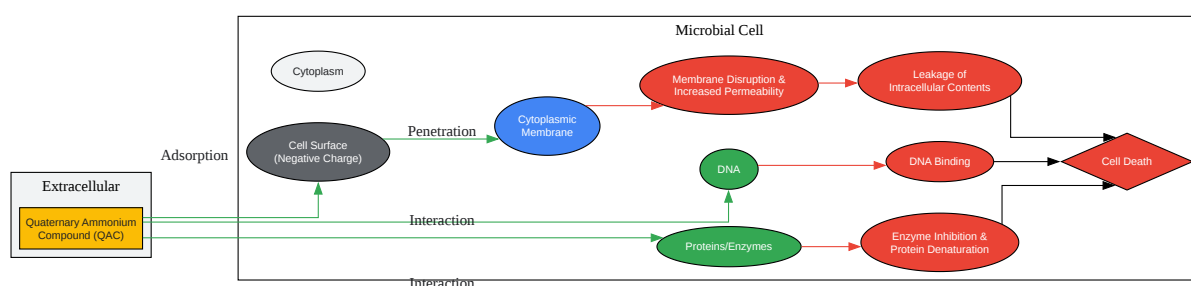 Microbial Cell
Cytoplasm
Membrane Disruption &
Increased Permeability
Leakage of
Intracellular Contents
Cytoplasmic
Membrane
Penetration
Cell Surface
(Negative Charge)
Adsorption
DNA
DNA Binding
Cell Death
Extracellular
Quaternary Ammonium
Compound (QAC)
Interaction
Proteins/Enzymes
Enzyme Inhibition &
Protein Denaturation
Interaction